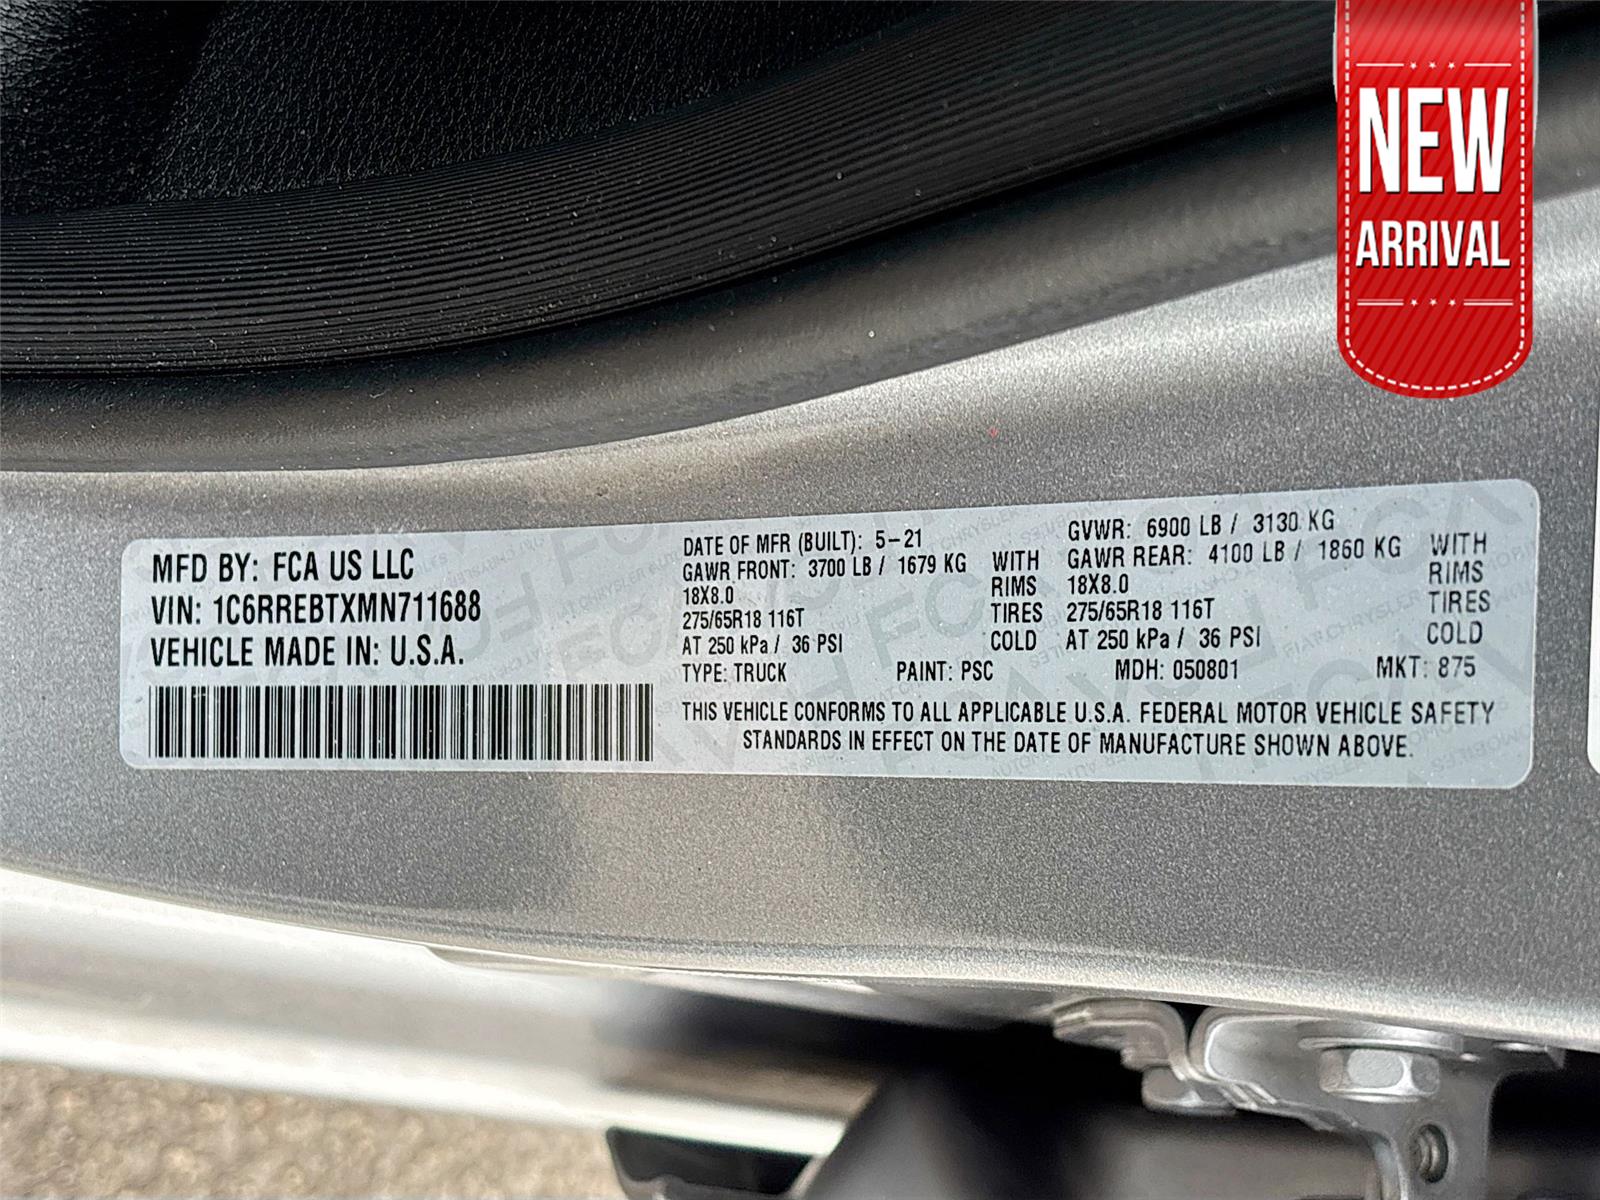 NEW
ARRIVAL
MFD BY: FCA US LLC
VIN: 1C6RREBTXMN711688
VEHICLE MADE IN: U.S.A.
DATE OF MFR (BUILT): 5-21
GAWR FRONT: 3700 LB / 1679 KG WITH
18X8.0 RIMS
275/65R18 116T TIRES
AT 250 kPa / 36 PSI COLD
GVWR: 6900 LB / 3130 KG
GAWR REAR: 4100 LB / 1860 KG WITH
18X8.0 RIMS
275/65R18 116T TIRES
AT 250 kPa / 36 PSI COLD
TYPE: TRUCK PAINT: PSC MDH: 050801 MKT: 875
THIS VEHICLE CONFORMS TO ALL APPLICABLE U.S.A. FEDERAL MOTOR VEHICLE SAFETY
STANDARDS IN EFFECT ON THE DATE OF MANUFACTURE SHOWN ABOVE.